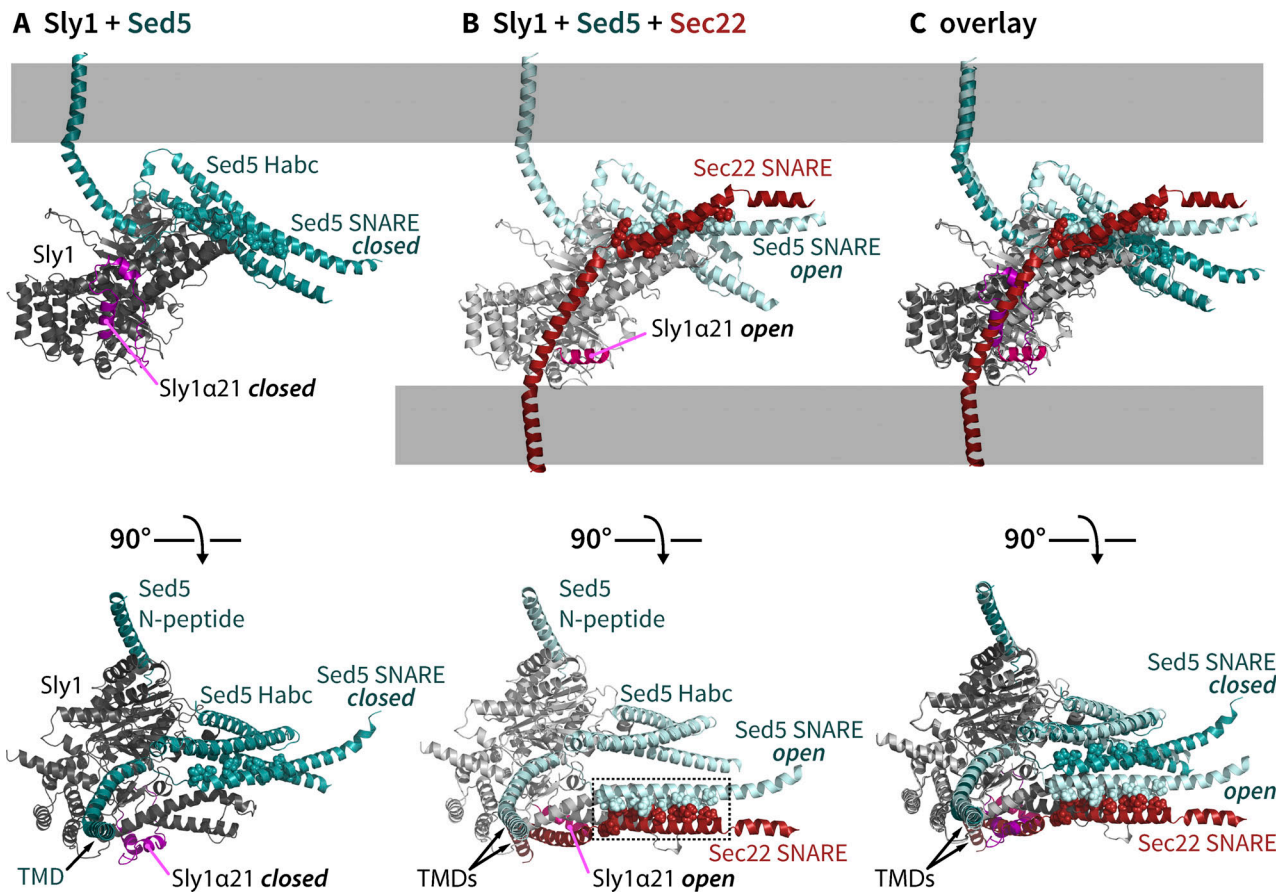 A Sly1 + Sed5
Sed5 Habc
Sed5 SNARE
closed
Sly1
Sly1α21 closed
B Sly1 + Sed5 + Sec22
Sec22 SNARE
Sed5 SNARE
open
Sly1α21 open
C overlay
90°
Sed5
N-peptide
Sly1
Sed5 Habc
Sed5 SNARE
closed
TMD
Sly1α21 closed
90°
Sed5
N-peptide
Sed5 Habc
Sed5 SNARE
open
Sec22 SNARE
TMDs
Sly1α21 open
90°
Sed5 SNARE
closed
open
Sec22 SNARE
TMDs